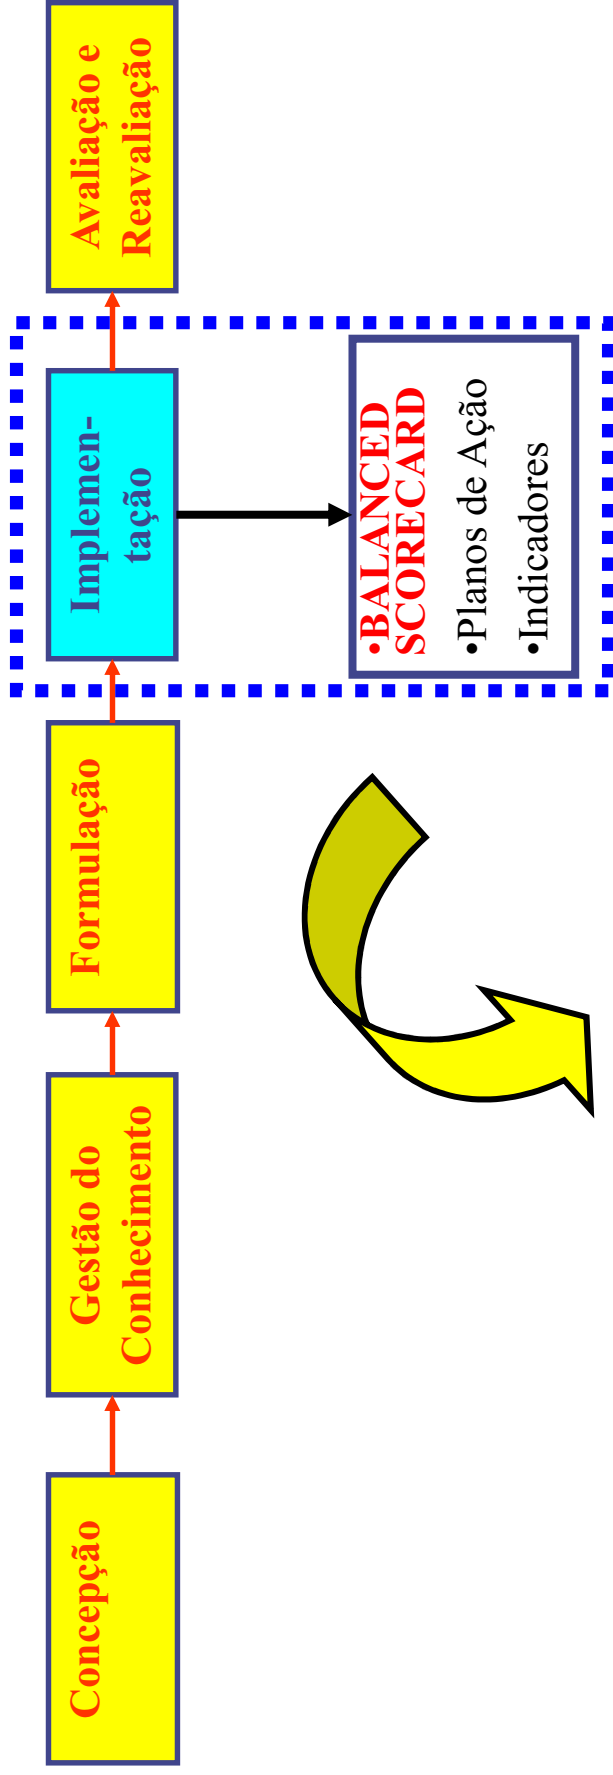 Concepção
Gestão do
Conhecimento
Formulação
Implemen-
tação
Avaliação e
Reavaliação
•BALANCED
SCORECARD
•Planos de Ação
•Indicadores